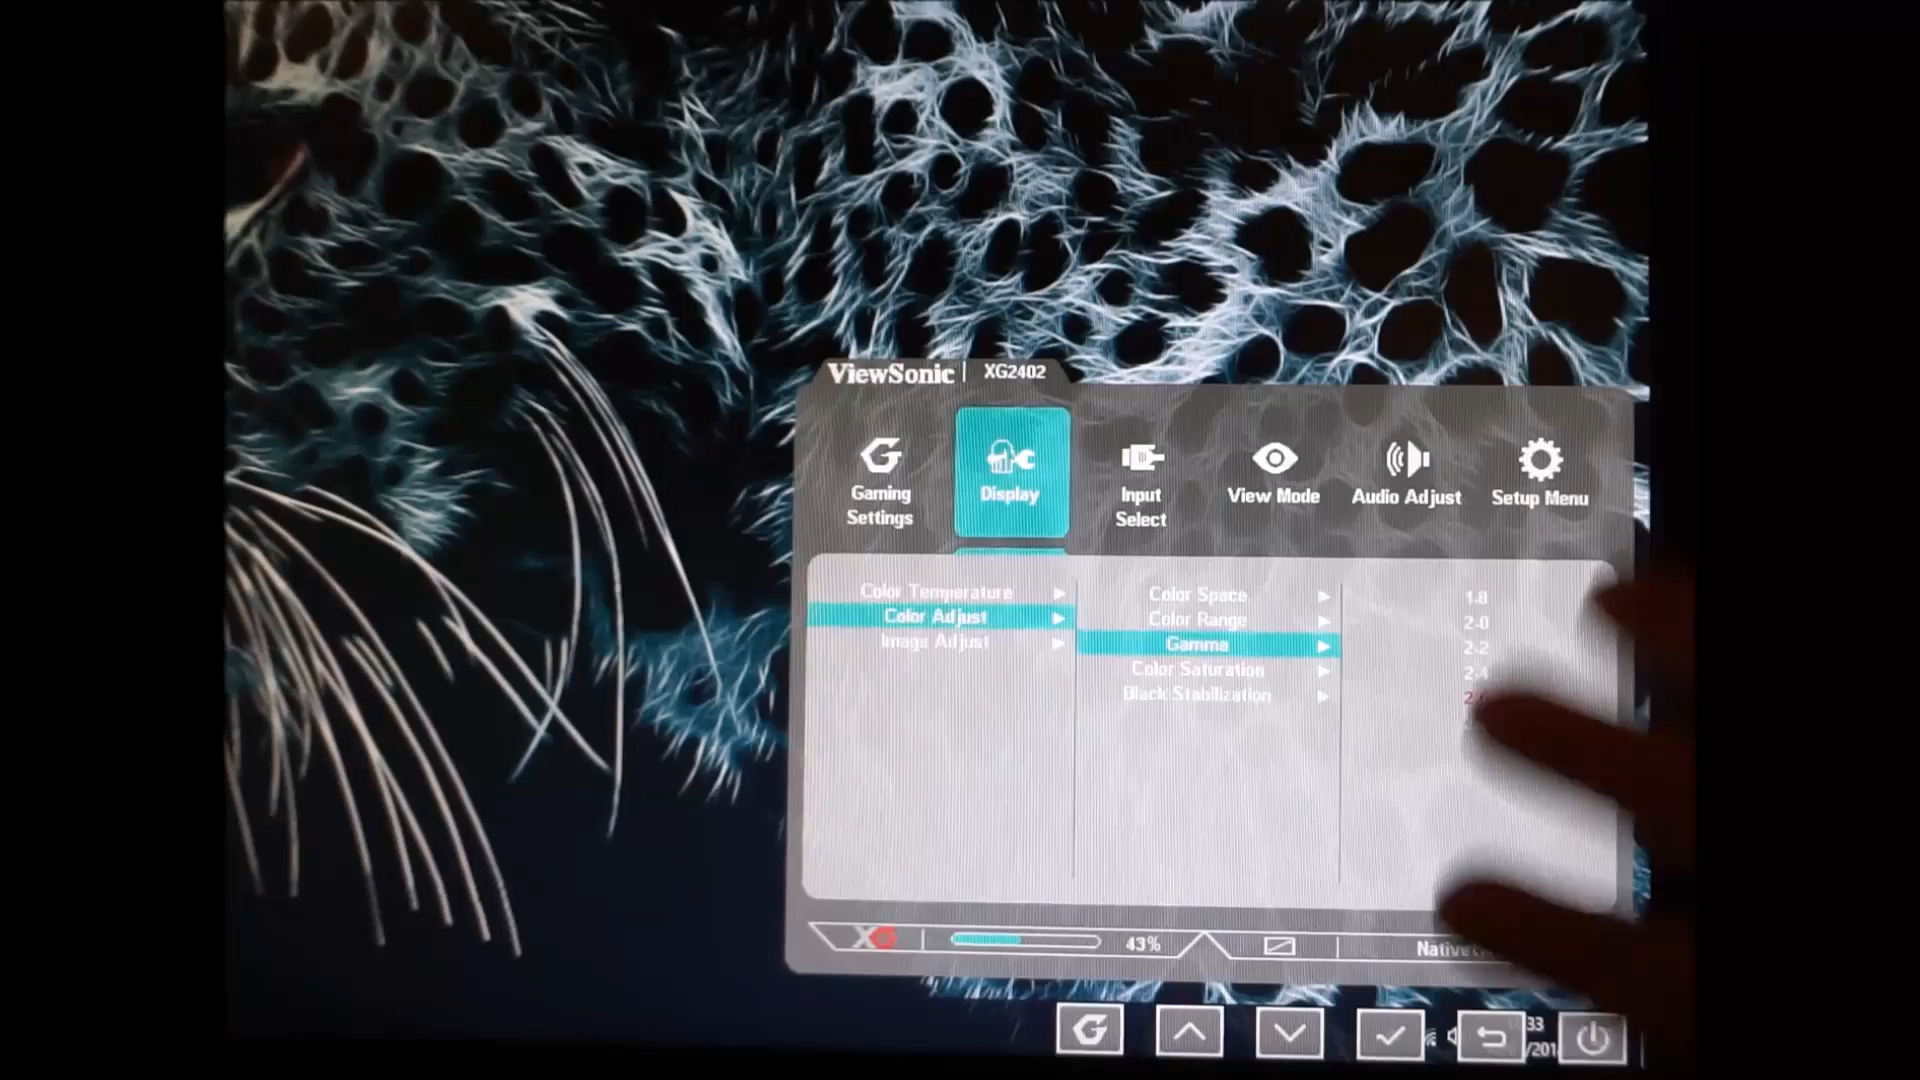 ViewSonic | XG2402
Gaming Settings
Display
Input Select
View Mode
Audio Adjust
Setup Menu
Color Temperature
Color Adjust
Image Adjust
Color Space
Color Range
Gamma
Color Saturation
Black Stabilization
1.8
2.0
2.2
2.4
XG
43%